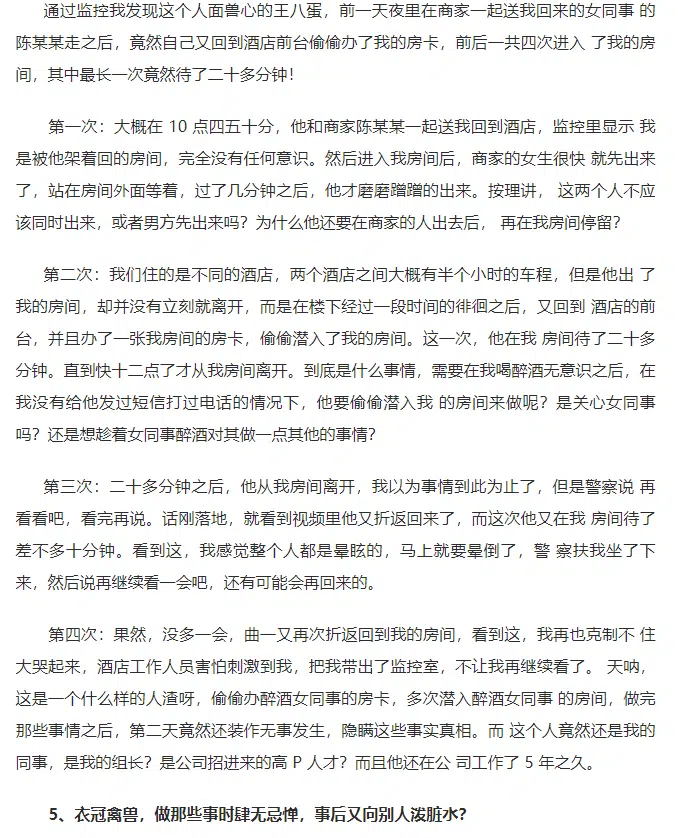 通过监控我发现这个人面兽心的王八蛋，前一天夜里在商家一起送我回来的女同事 的
陈某某走之后，竟然自己又回到酒店前台偷偷办了我的房卡，前后一共四次进入 了我的房
间，其中最长一次竟然待了二十多分钟！
第一次：大概在 10 点四五十分，他和商家陈某某一起送我回到酒店，监控里显示 我
是被他架着回的房间，完全没有任何意识。然后进入我房间后，商家的女生很快 就先出来
了，站在房间外面等着，过了几分钟之后，他才磨磨蹭蹭的出来。按理讲， 这两个人不应
该同时出来，或者男方先出来吗？为什么他还要在商家的人出去后， 再在我房间停留？
第二次：我们住的是不同的酒店，两个酒店之间大概有半个小时的车程，但是他出 了
我的房间，却并没有立刻就离开，而是在楼下经过一段时间的徘徊之后，又回到 酒店的前
台，并且办了一张我房间的房卡，偷偷潜入了我的房间。这一次，他在我 房间待了二十多
分钟。直到快十二点了才从我房间离开。到底是什么事情，需要在我喝醉酒无意识之后，在
我没有给他发过短信打过电话的情况下，他要偷偷潜入我 的房间来做呢？是关心女同事
吗？还是想趁着女同事醉酒对其做一点其他的事情？
第三次：二十多分钟之后，他从我房间离开，我以为事情到此为止了，但是警察说 再
看看吧，看完再说。话刚落地，就看到视频里他又折返回来了，而这次他又在我 房间待了
差不多十分钟。看到这，我感觉整个人都是晕眩的，马上就要晕倒了，警 察扶我坐了下
来，然后说再继续看一会吧，还有可能会再回来的。
第四次：果然，没多一会，曲一又再次折返回到我的房间，看到这，我再也克制不 住
大哭起来，酒店工作人员害怕刺激到我，把我带出了监控室，不让我再继续看了。 天呐，
这是一个什么样的人渣呀，偷偷办醉酒女同事的房卡，多次潜入醉酒女同事 的房间，做完
那些事情之后，第二天竟然还装作无事发生，隐瞒这些事实真相。而 这个人竟然还是我的
同事，是我的组长？是公司招进来的高 P 人才？而且他还在公 司工作了 5 年之久。
5、衣冠禽兽，做那些事时肆无忌惮，事后又向别人泼脏水？